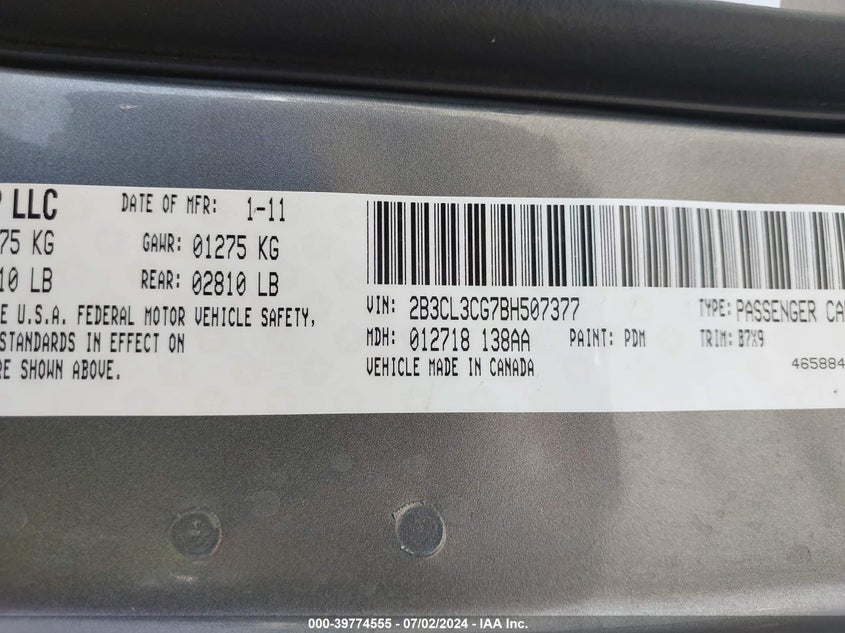 P LLC DATE OF MFR: 1-11
75 KG GAWR: 01275 KG
10 LB REAR: 02810 LB
E U.S.A. FEDERAL MOTOR VEHICLE SAFETY,
STANDARDS IN EFFECT ON
RE SHOWN ABOVE.
VIN: 2B3CL3CG7BH507377 TYPE: PASSENGER CA
MDH: 012718 138AA PAINT: PDM TRIM: B7X9
VEHICLE MADE IN CANADA 465884
000-39774555 - 07/02/2024 - IAA Inc.